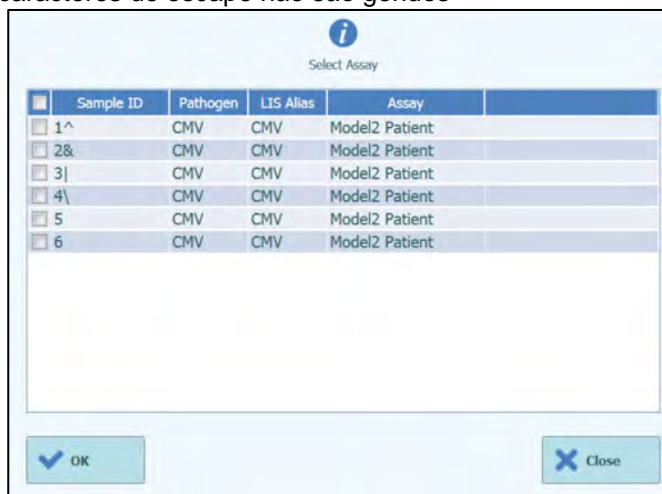 caracteres de escape não são geridos
Select Assay
Sample ID Pathogen LIS Alias Assay
1^ CMV CMV Model2 Patient
2& CMV CMV Model2 Patient
3| CMV CMV Model2 Patient
4\ CMV CMV Model2 Patient
5 CMV CMV Model2 Patient
6 CMV CMV Model2 Patient
OK Close